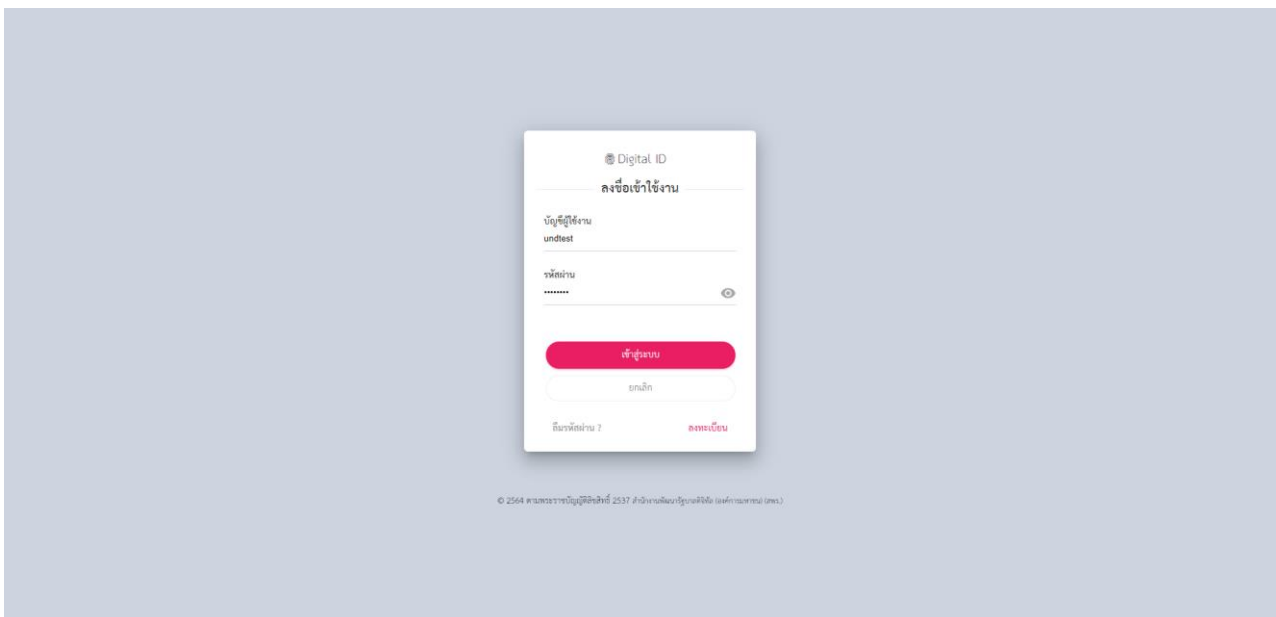 Digital ID
ลงชื่อเข้าใช้งาน
บัญชีผู้ใช้งาน
undtest
รหัสผ่าน
••••••••
เข้าสู่ระบบ
ยกเลิก
ลืมรหัสผ่าน ?
ลงทะเบียน
© 2564 ตามพระราชบัญญัติลิขสิทธิ์ 2537 สำนักงานพัฒนารัฐบาลดิจิทัล (องค์การมหาชน) (สพร.)